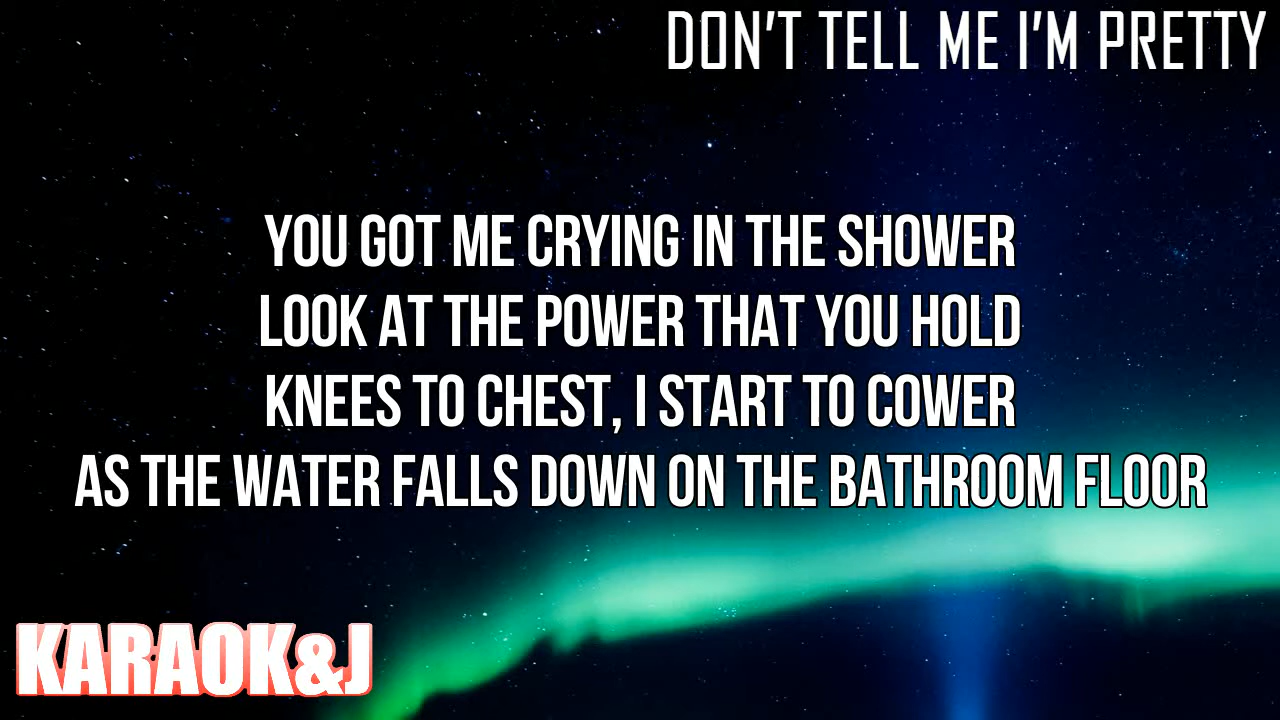 DON'T TELL ME I'M PRETTY
YOU GOT ME CRYING IN THE SHOWER
LOOK AT THE POWER THAT YOU HOLD
KNEES TO CHEST, I START TO COWER
AS THE WATER FALLS DOWN ON THE BATHROOM FLOOR
KARAOK&J